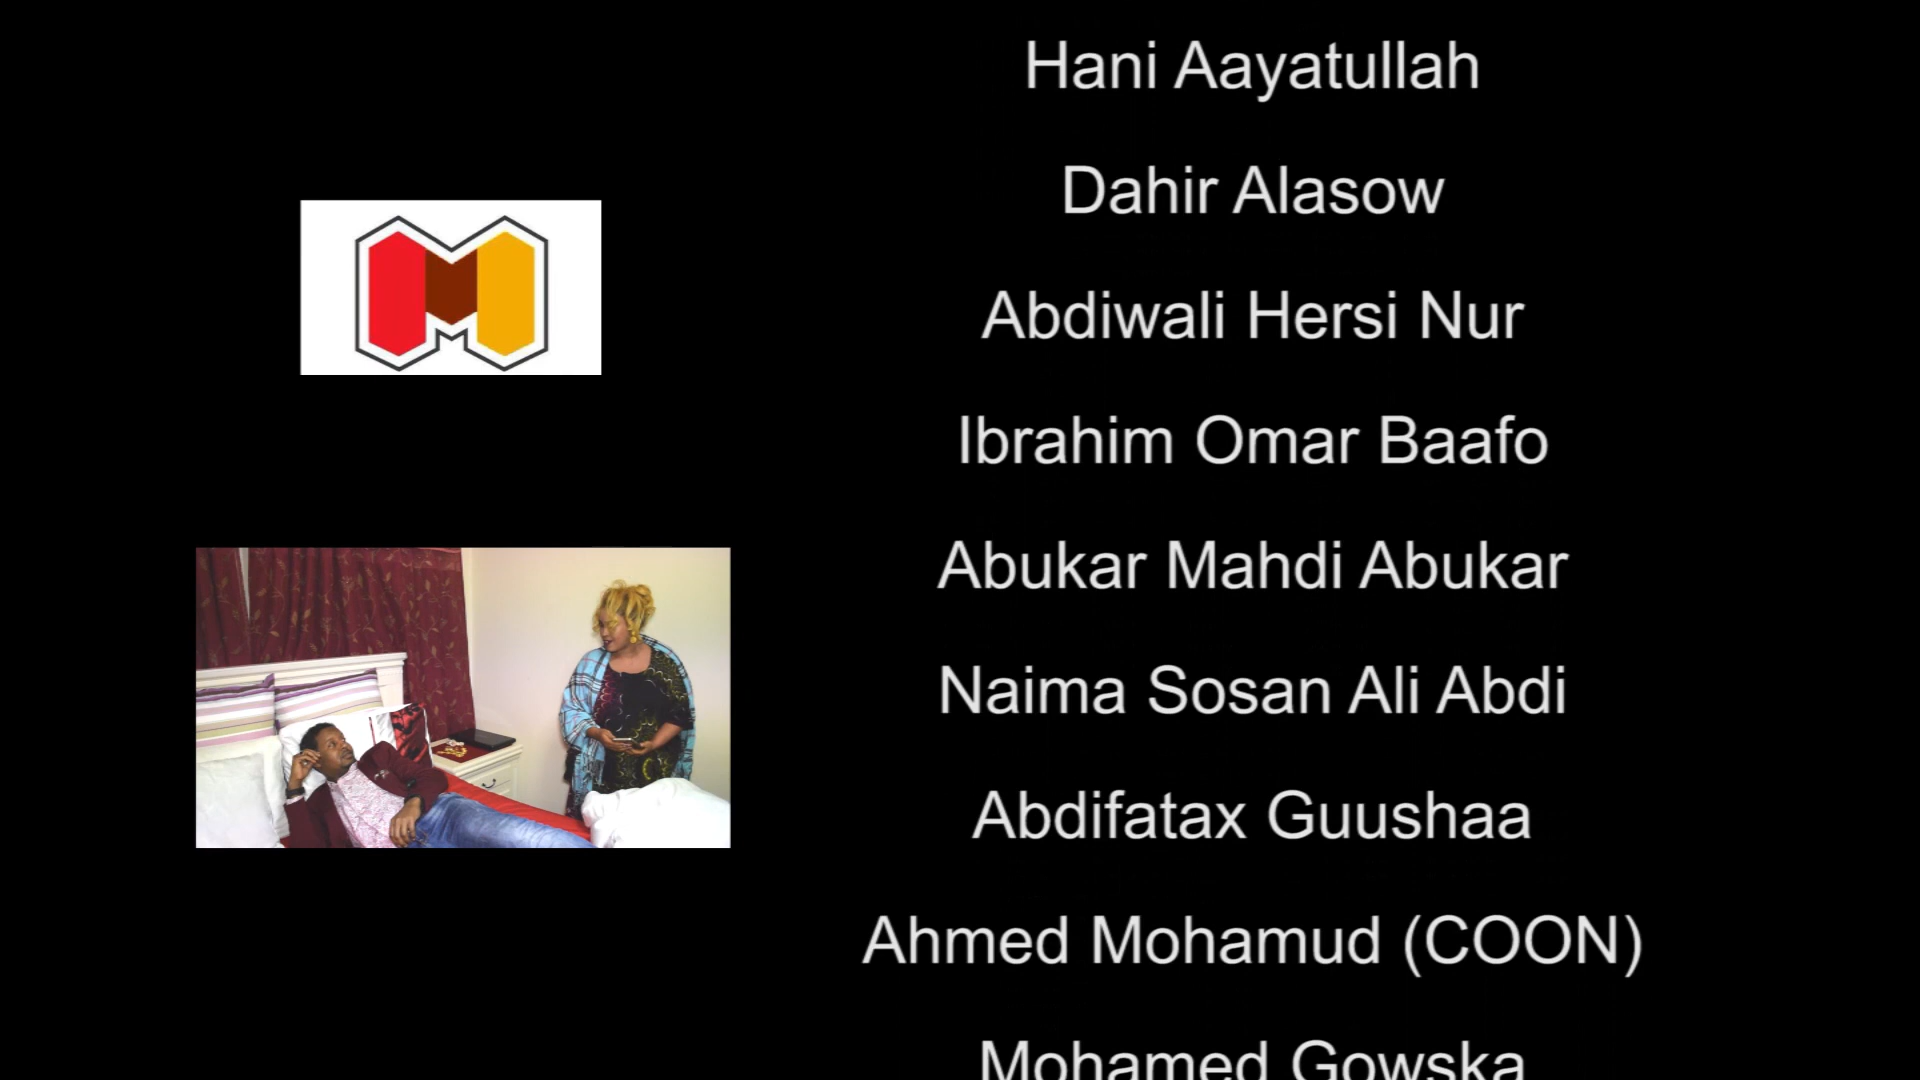 Hani Aayatullah
Dahir Alasow
Abdiwali Hersi Nur
Ibrahim Omar Baafo
Abukar Mahdi Abukar
Naima Sosan Ali Abdi
Abdifatax Guushaa
Ahmed Mohamud (COON)
Mohamed Gowska